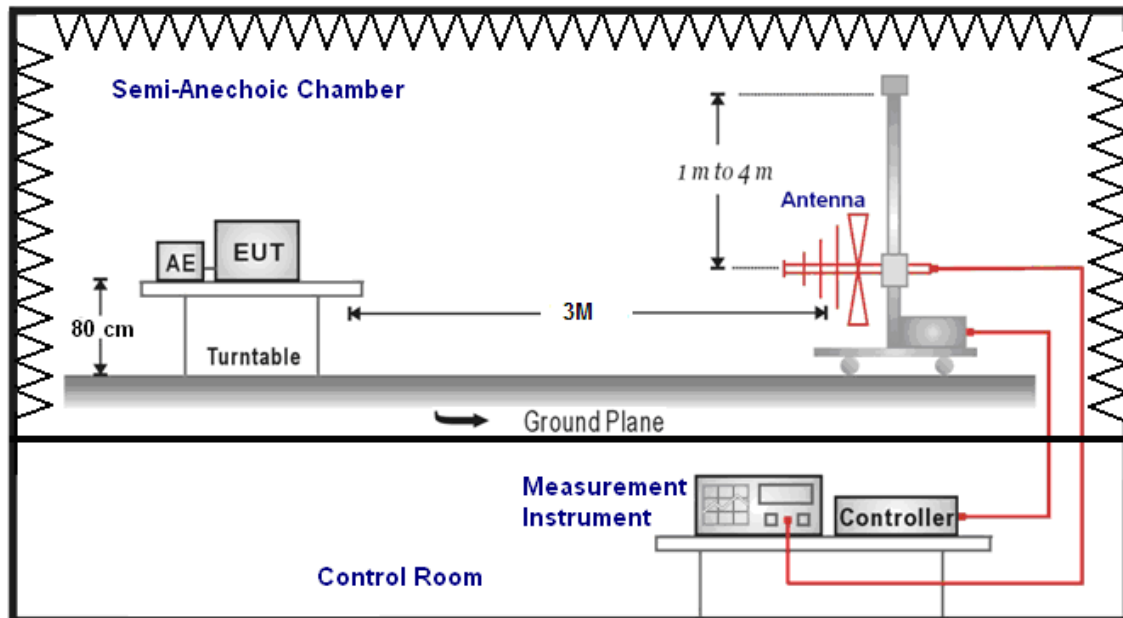 Semi-Anechoic Chamber
1 m to 4 m
Antenna
AE
EUT
80 cm
3M
Turntable
Ground Plane
Measurement
Instrument
Controller
Control Room